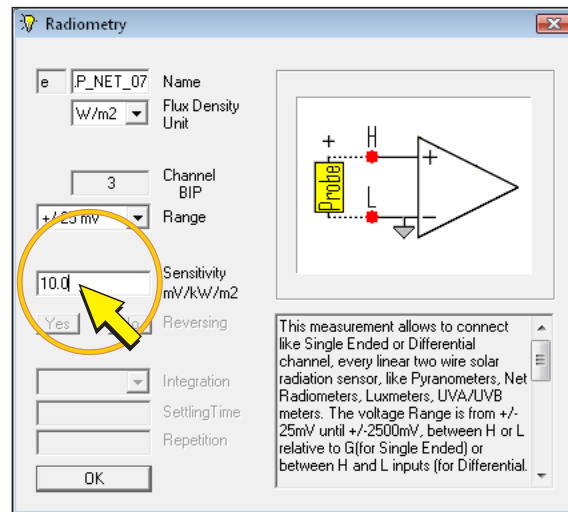 Radiometry
e .P_NET_07 Name
W/m2 Flux Density
Unit
3 Channel
BIP
+/-25 mV Range
10.0 Sensitivity
mV/kW/m2
Yes No Reversing
Integration
SettlingTime
Repetition
OK
+ H
+
Probe
L
-
This measurement allows to connect
like Single Ended or Differential
channel, every linear two wire solar
radiation sensor, like Pyranometers, Net
Radiometers, Luxmeters, UVA/UVB
meters. The voltage Range is from +/-
25mV until +/-2500mV, between H or L
relative to G(for Single Ended) or
between H and L inputs (for Differential.